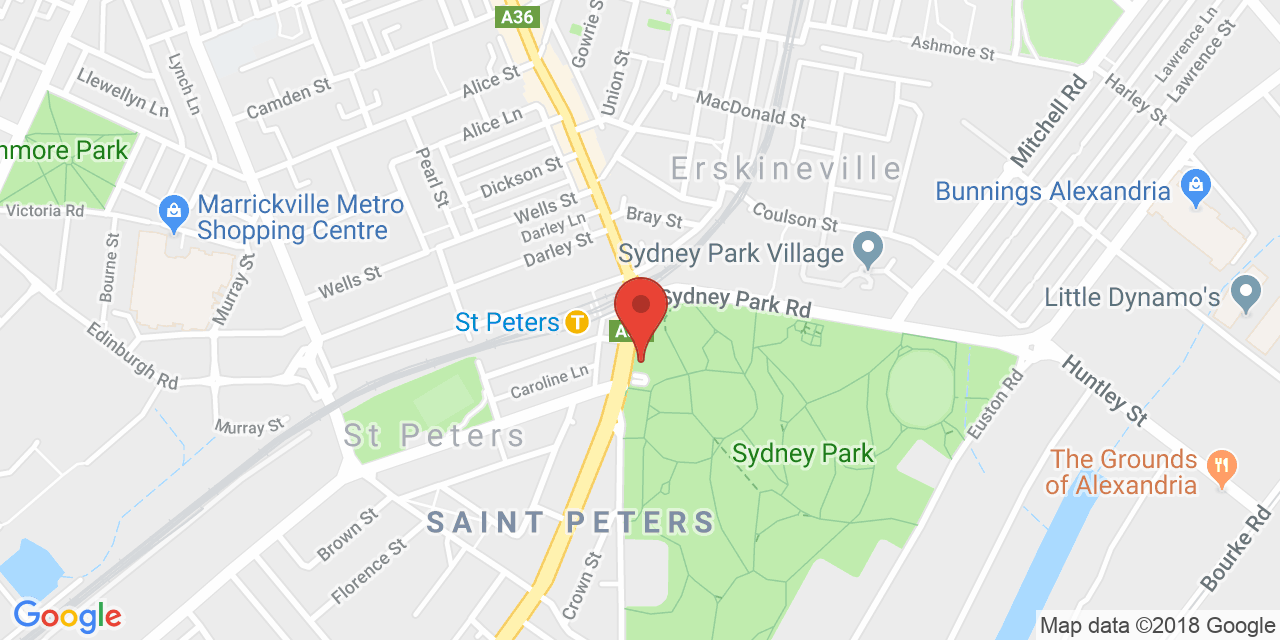 A36
Gowrie S
Ashmore St
Lawrence Ln
Lawrence St
Lynch Ln
Llewellyn Ln
Camden St
Alice St
Union St
Harley St
Mitchell Rd
MacDonald St
Alice Ln
nmore Park
Pearl St
Dickson St
Erskineville
Bunnings Alexandria
Victoria Rd
Marrickville Metro
Shopping Centre
Wells St
Darley Ln
Darley St
Bray St
Coulson St
Sydney Park Village
Bourne St
Murray St
Wells St
Little Dynamo's
Sydney Park Rd
St Peters
T
A
Edinburgh Rd
Caroline Ln
Huntley St
Euston Rd
Murray St
St Peters
Sydney Park
The Grounds
of Alexandria
SAINT PETERS
Brown St
Florence St
Crown St
Bourke Rd
Google
Map data ©2018 Google